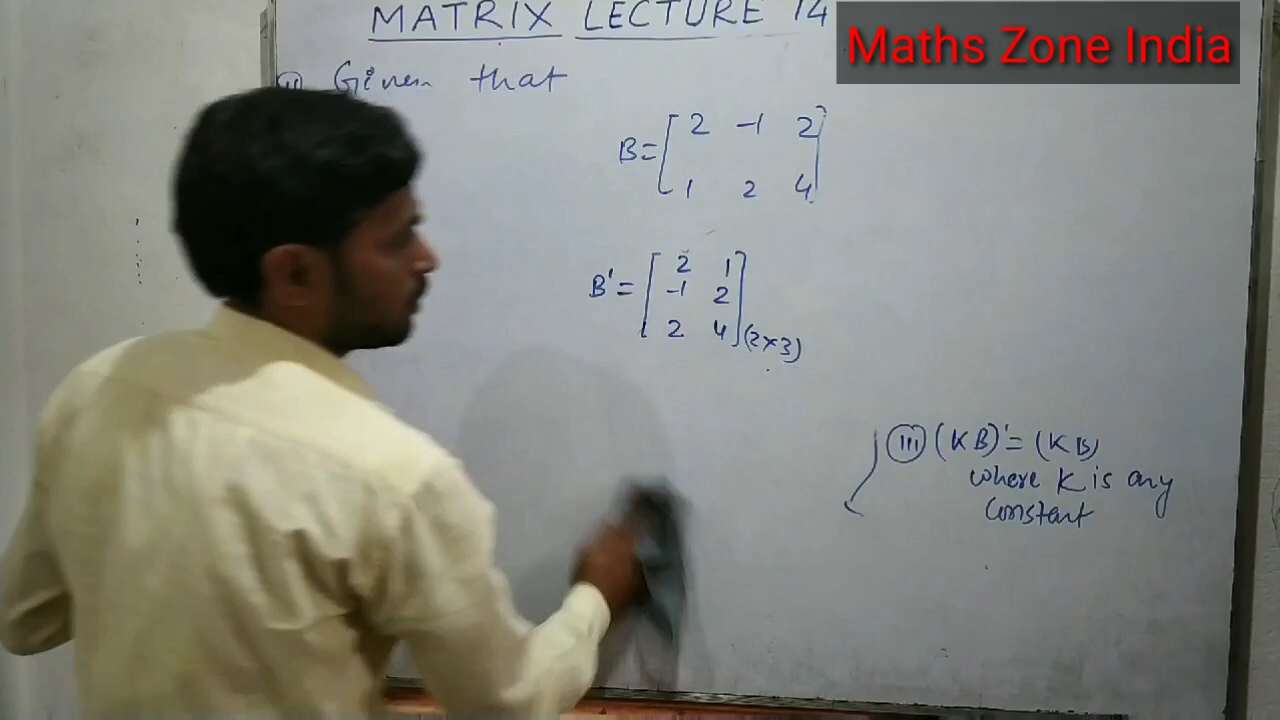 MATRIX LECTURE 14
Maths Zone India
(ii) Given that
B = [ 2 -1 2
1 2 4 ]
B' = [ 2 1
-1 2
2 4 ] (2×3)
(iii) (KB)' = (KB)
where K is any
constant